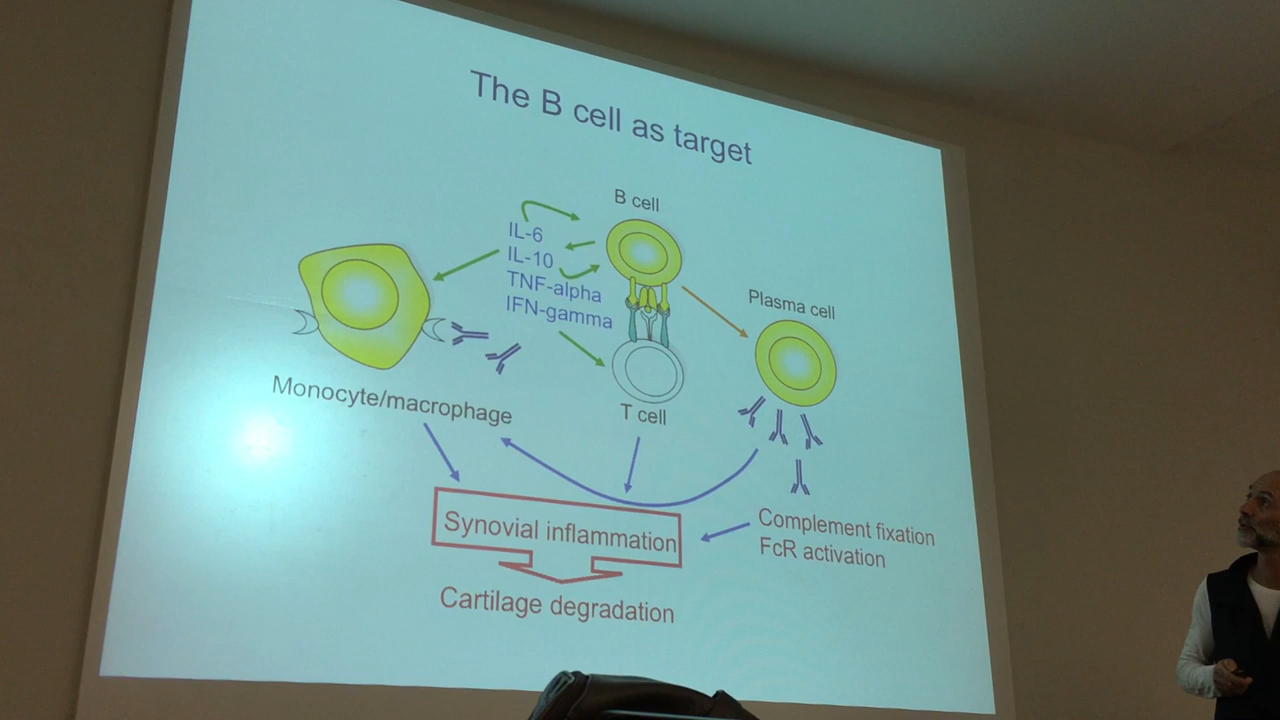 The B cell as target
B cell
IL-6
IL-10
TNF-alpha
IFN-gamma
Plasma cell
Monocyte/macrophage
T cell
Synovial inflammation
Complement fixation
FcR activation
Cartilage degradation